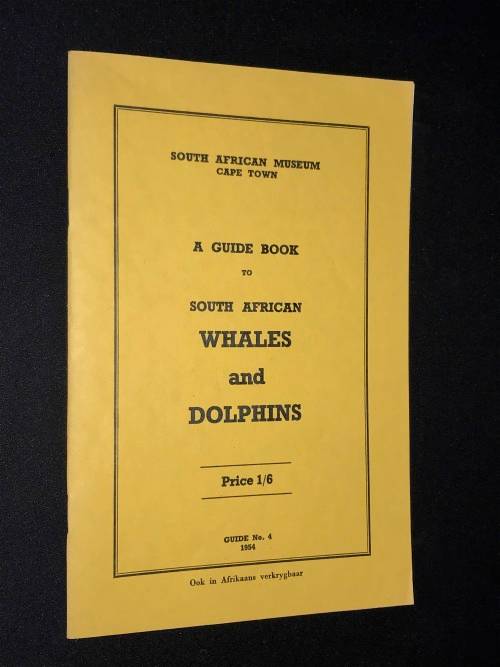 SOUTH AFRICAN MUSEUM
CAPE TOWN
A GUIDE BOOK
TO
SOUTH AFRICAN
WHALES
and
DOLPHINS
Price 1/6
GUIDE No. 4
1954
Ook in Afrikaans verkrygbaar